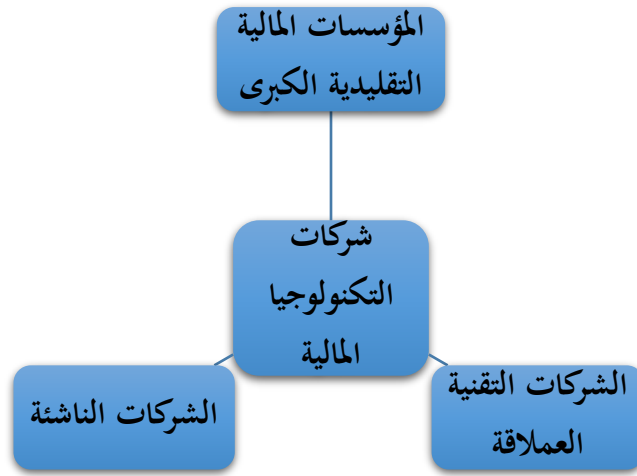 المؤسسات المالية
التقليدية الكبرى
شركات
التكنولوجيا
المالية
الشركات التقنية
العملاقة
الشركات الناشئة